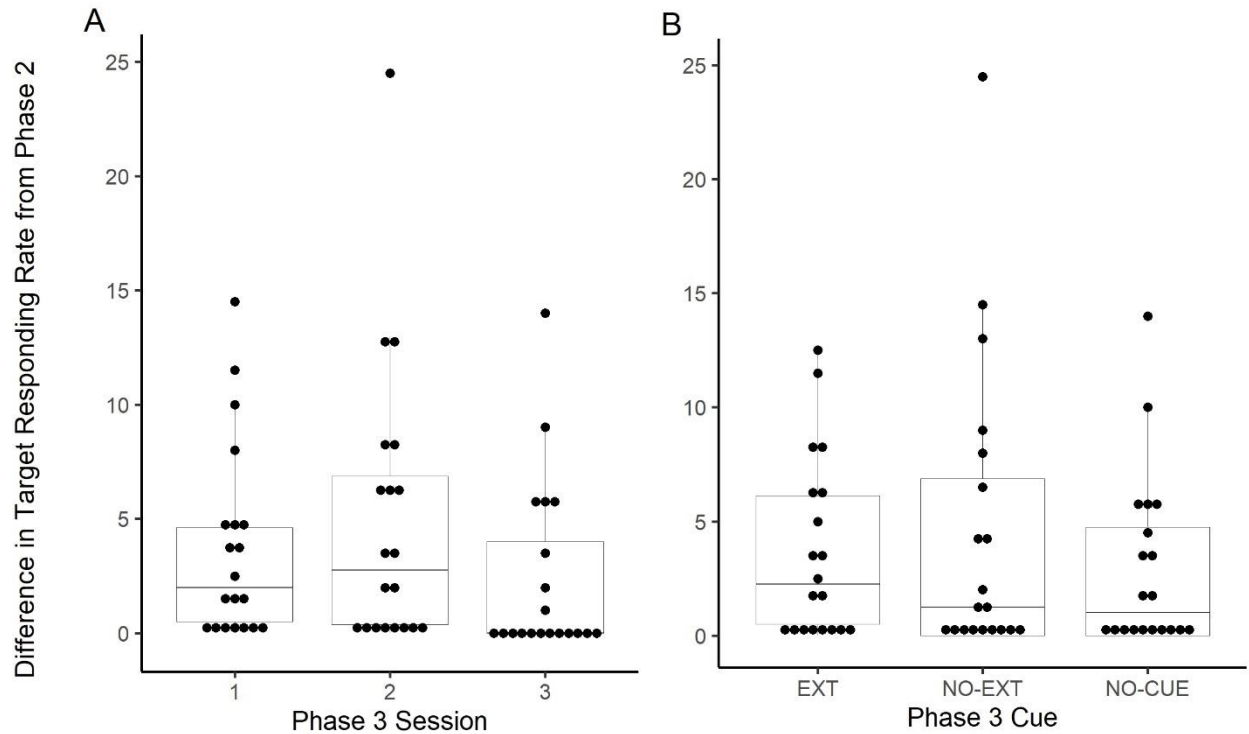 A
B
Difference in Target Responding Rate from Phase 2
25
20
15
10
5
0
1 2 3
Phase 3 Session
25
20
15
10
5
0
EXT NO-EXT NO-CUE
Phase 3 Cue